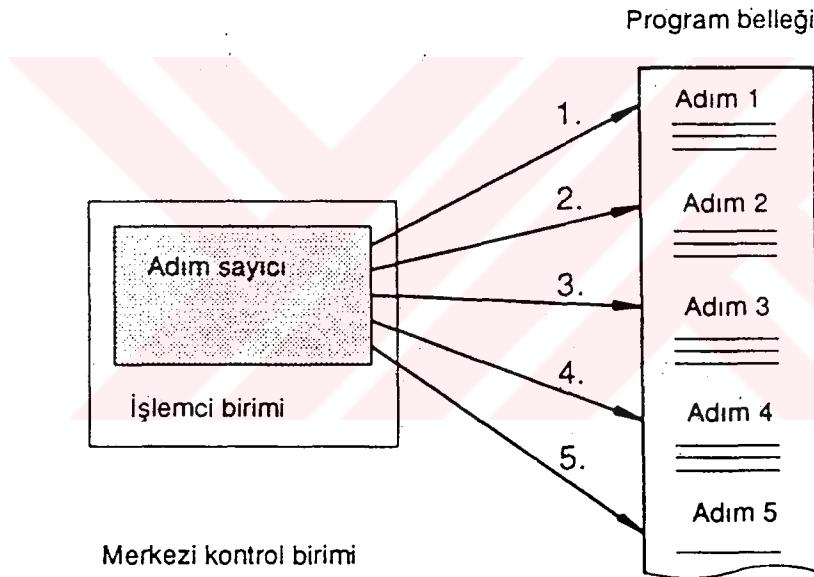 Program belleği
Adım 1
1.
2.
Adım 2
Adım sayıcı
3.
Adım 3
4.
İşlemci birimi
Adım 4
5.
Adım 5
Merkezi kontrol birimi